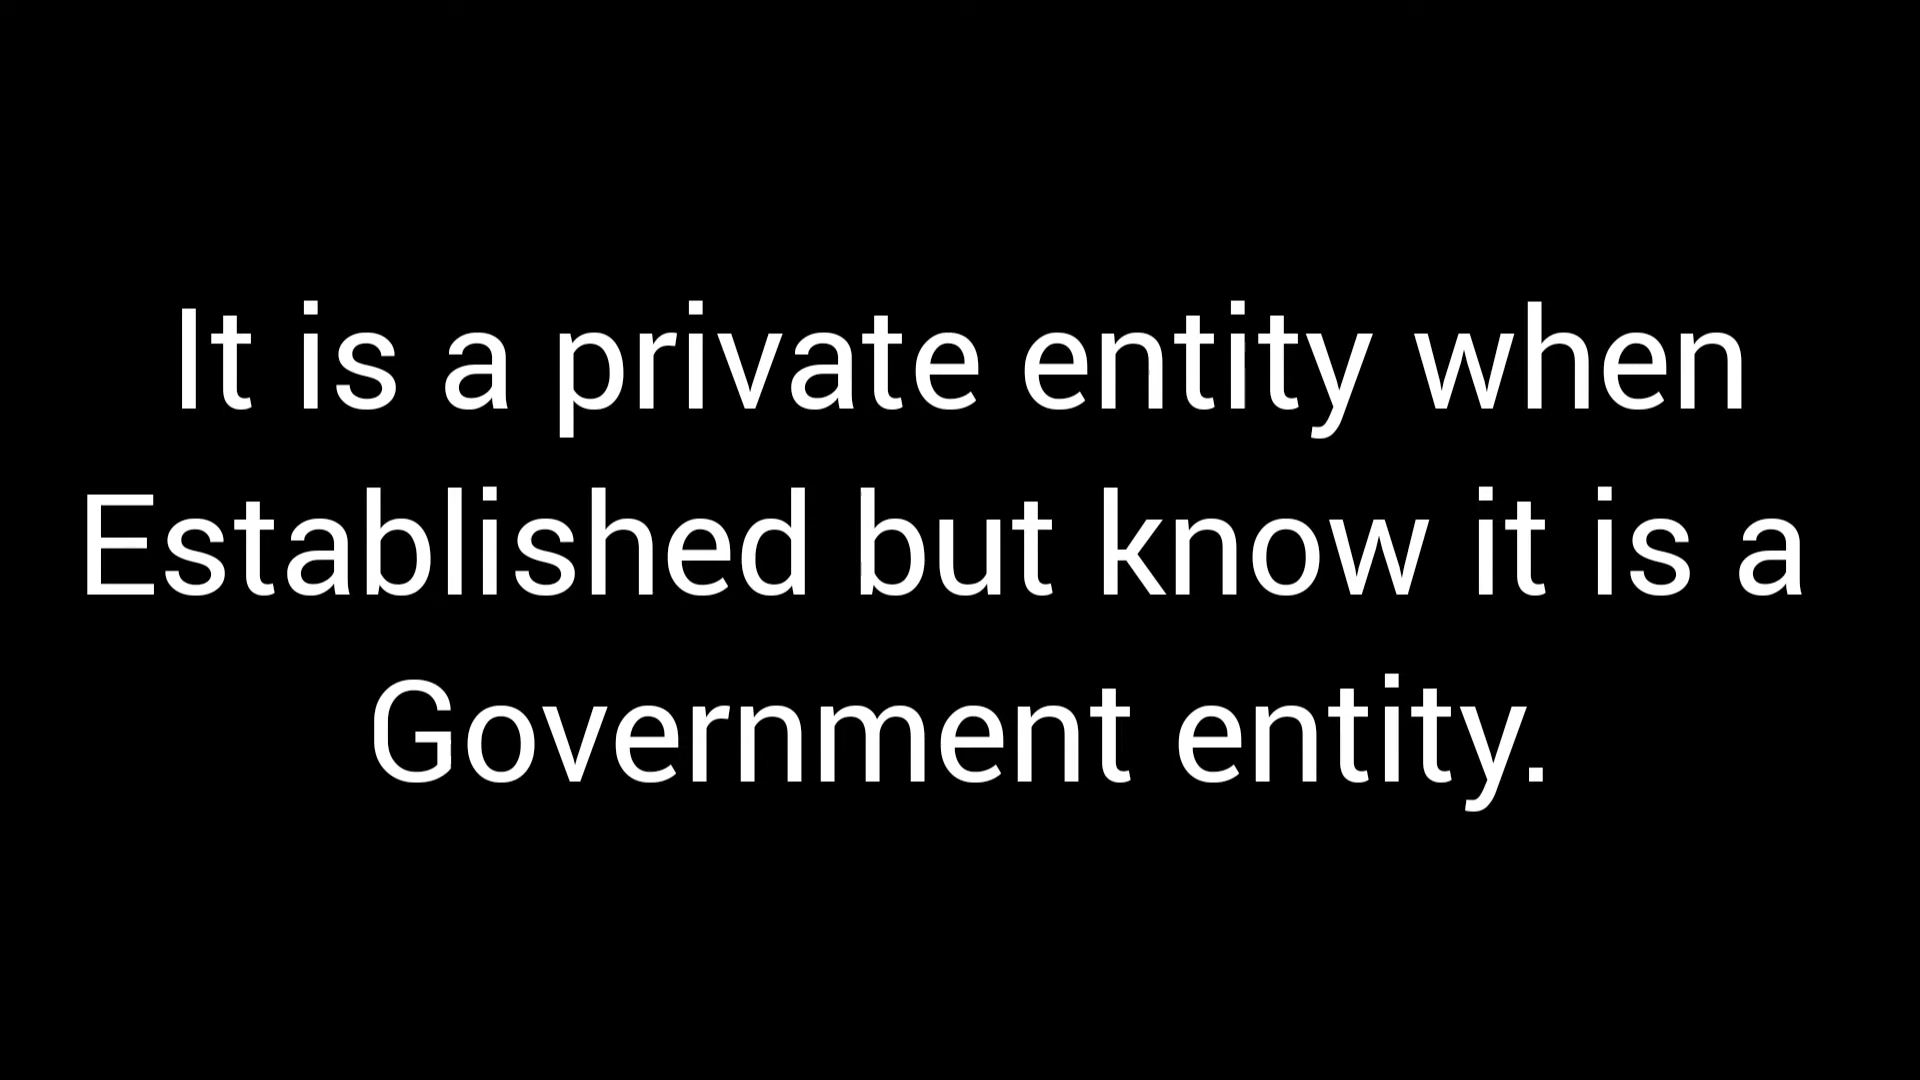 It is a private entity when
Established but know it is a
Government entity.